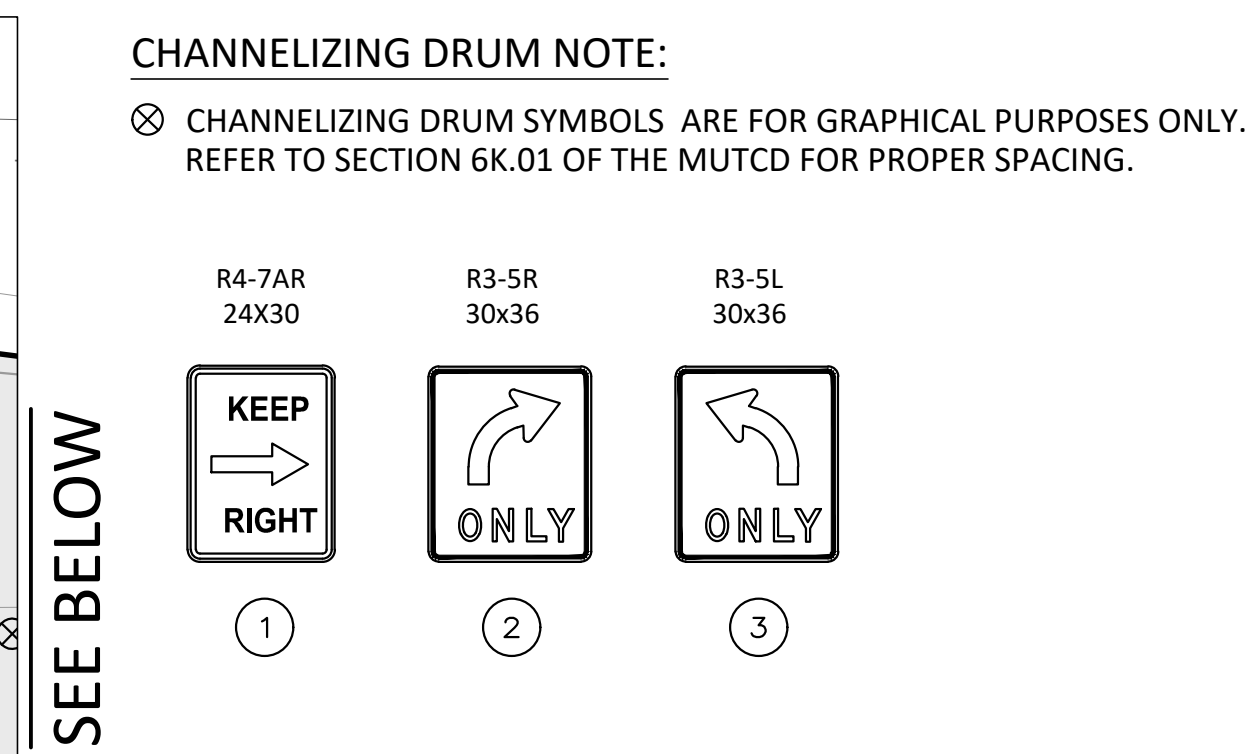 CHANNELIZING DRUM NOTE:
CHANNELIZING DRUM SYMBOLS ARE FOR GRAPHICAL PURPOSES ONLY.
REFER TO SECTION 6K.01 OF THE MUTCD FOR PROPER SPACING.
R4-7AR
24X30
KEEP
RIGHT
1
R3-5R
30x36
ONLY
2
R3-5L
30x36
ONLY
3
SEE BELOW